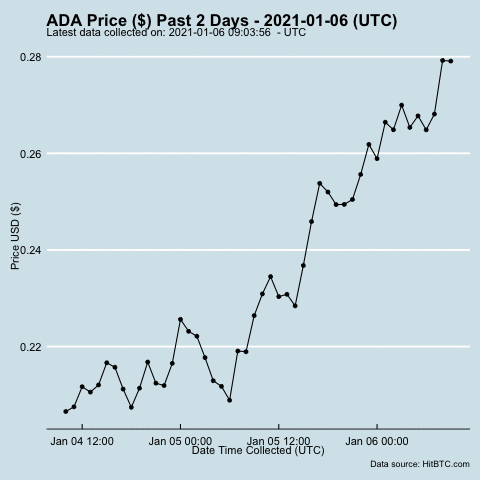 ADA Price ($) Past 2 Days - 2021-01-06 (UTC)
Latest data collected on: 2021-01-06 09:03:56  - UTC
0.28
0.26
0.24
0.22
Price USD ($)
Jan 04 12:00
Jan 05 00:00
Jan 05 12:00
Jan 06 00:00
Date Time Collected (UTC)
Data source: HitBTC.com